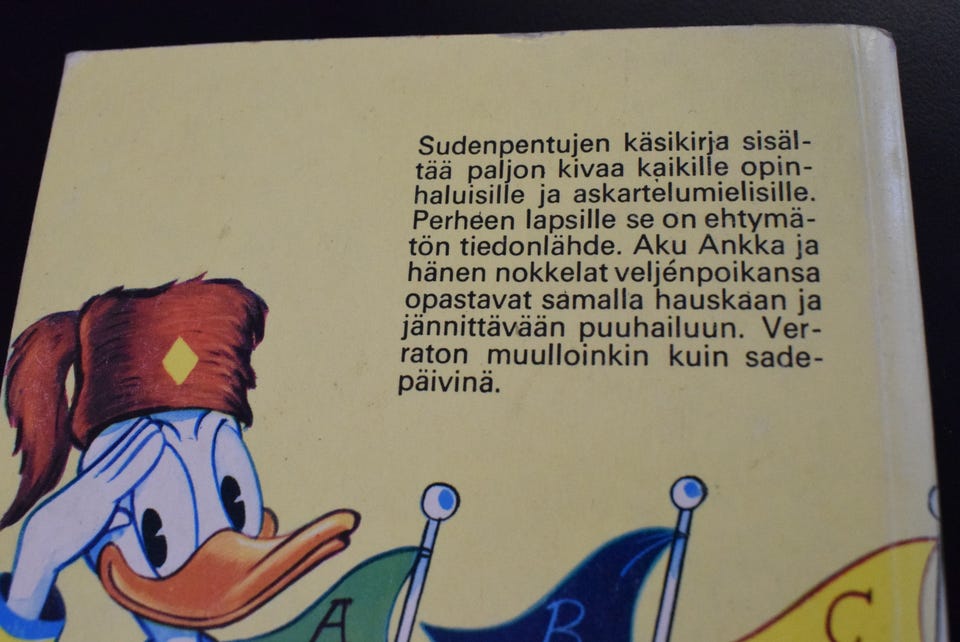 Sudenpentujen käsikirja sisäl-
tää paljon kivaa kaikille opin-
haluisille ja askartelumielisille.
Perheen lapsille se on ehtymä-
tön tiedonlähde. Aku Ankka ja
hänen nokkelat veljenpoikansa
opastavat samalla hauskaan ja
jännittävään puuhailuun. Ver-
raton muulloinkin kuin sade-
päivinä.
A B C